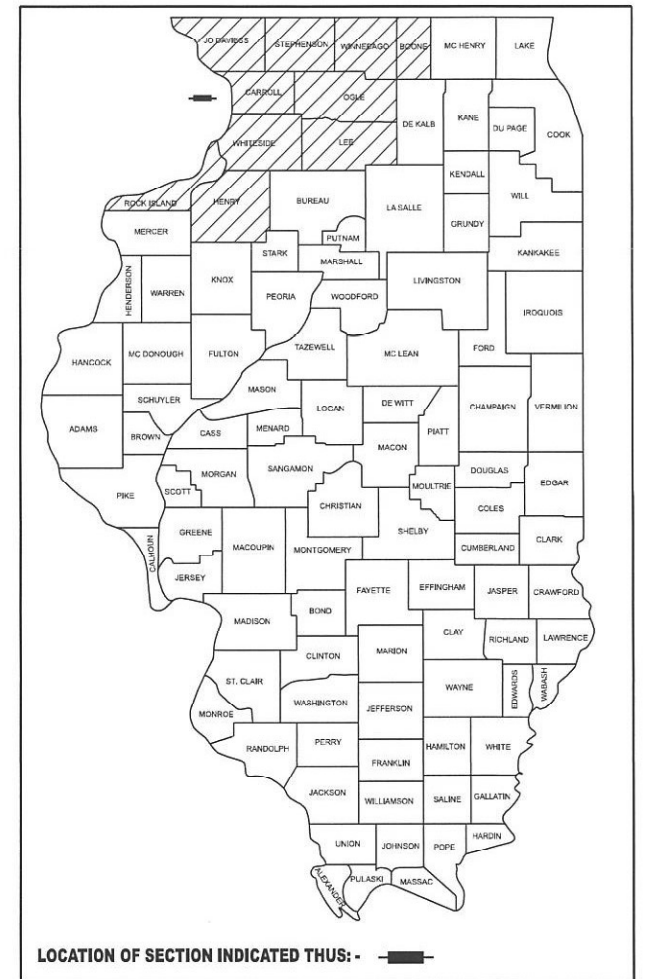 JO DAVIESS STEPHENSON WINNEBAGO BOONE MC HENRY LAKE
CARROLL OGLE
DE KALB KANE DU PAGE COOK
WHITESIDE LEE
KENDALL
ROCK ISLAND HENRY BUREAU LA SALLE WILL
GRUNDY
MERCER PUTNAM
STARK MARSHALL KANKAKEE
HENDERSON WARREN KNOX PEORIA WOODFORD LIVINGSTON IROQUOIS
FORD
HANCOCK MC DONOUGH FULTON TAZEWELL MC LEAN
MASON
SCHUYLER LOGAN DE WITT CHAMPAIGN VERMILION
ADAMS BROWN CASS MENARD PIATT
MACON
MORGAN SANGAMON DOUGLAS
PIKE SCOTT MOULTRIE EDGAR
CHRISTIAN COLES
GREENE SHELBY
CALHOUN MACOUPIN MONTGOMERY CUMBERLAND CLARK
JERSEY
FAYETTE EFFINGHAM JASPER CRAWFORD
MADISON BOND
CLAY RICHLAND LAWRENCE
CLINTON MARION
ST. CLAIR WAYNE EDWARDS WABASH
WASHINGTON JEFFERSON
MONROE
RANDOLPH PERRY HAMILTON WHITE
FRANKLIN
JACKSON WILLIAMSON SALINE GALLATIN
HARDIN
UNION JOHNSON POPE
ALEXANDER PULASKI MASSAC
LOCATION OF SECTION INDICATED THUS: -